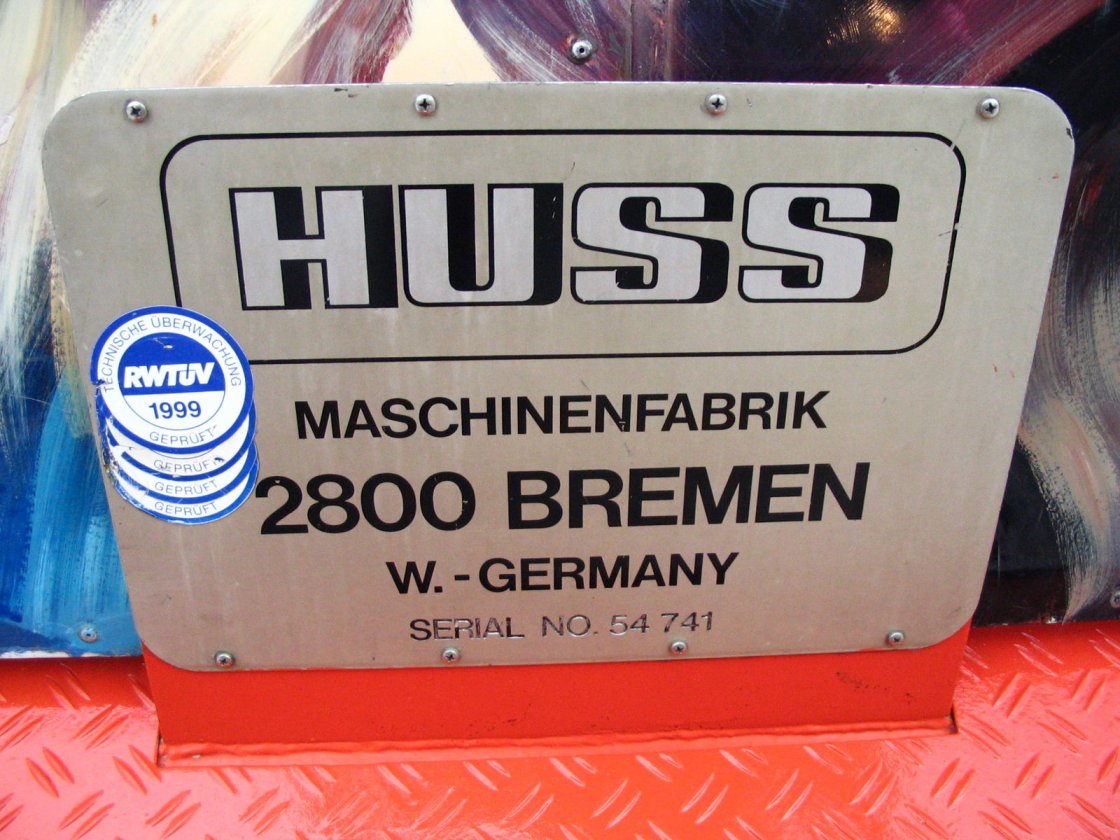 HUSS
TECHNISCHE ÜBERWACHUNG
RWTÜV
1999
GEPRÜFT
GEPRÜFT
GEPRÜFT
GEPRÜFT
MASCHINENFABRIK
2800 BREMEN
W.-GERMANY
SERIAL NO. 54 741